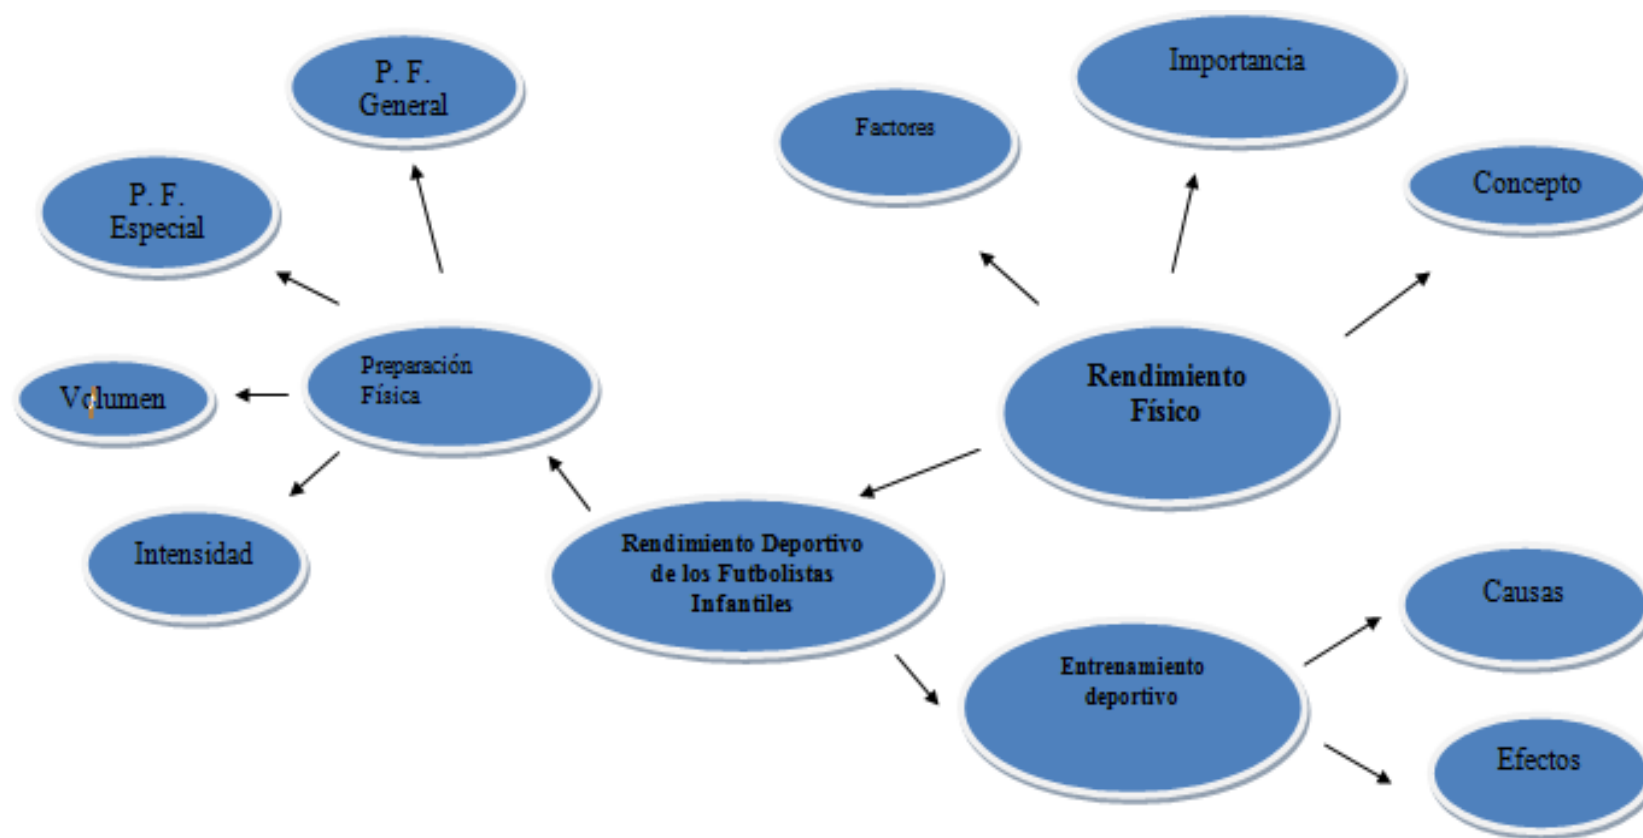 P. F.
General
P. F.
Especial
Volumen
Preparación
Física
Intensidad
Factores
Importancia
Concepto
Rendimiento
Físico
Rendimiento Deportivo
de los Futbolistas
Infantiles
Entrenamiento
deportivo
Causas
Efectos